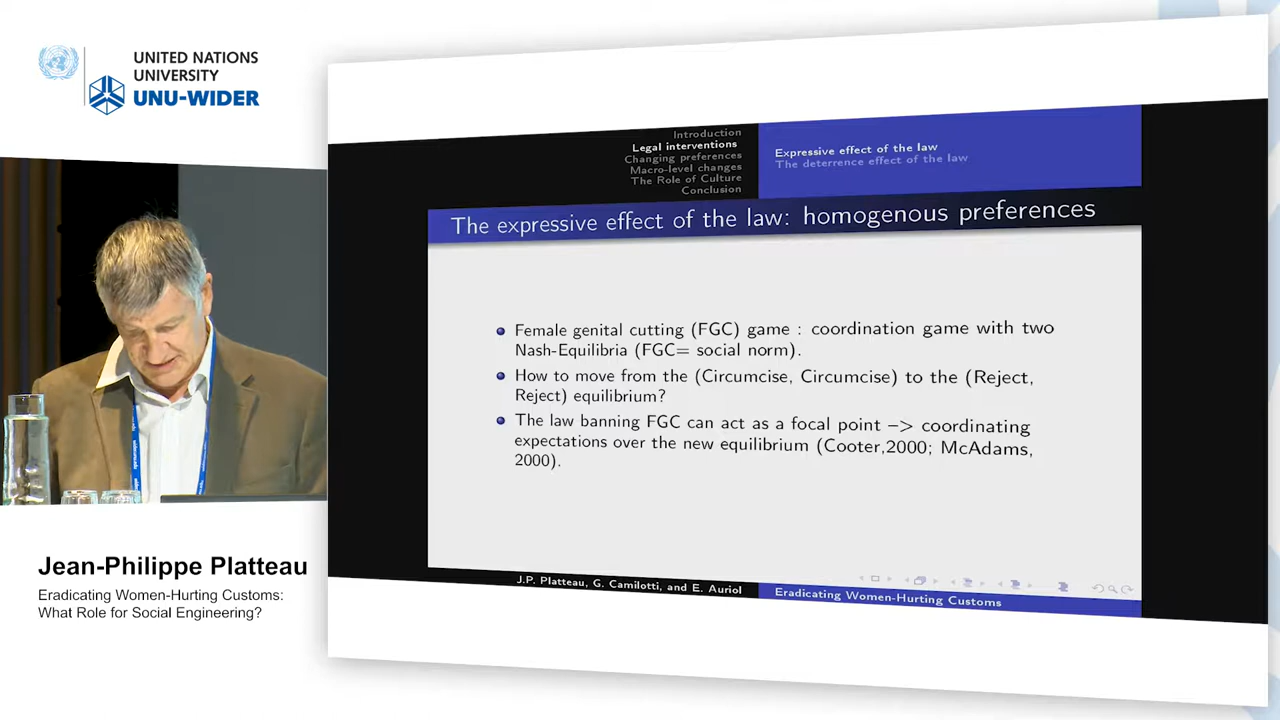 UNITED NATIONS
UNIVERSITY
UNU-WIDER
Introduction
Legal interventions
Changing preferences
Macro-level changes
The Role of Culture
Conclusion
Expressive effect of the law
The deterrence effect of the law
The expressive effect of the law: homogenous preferences
Female genital cutting (FGC) game : coordination game with two
Nash-Equilibria (FGC= social norm).
How to move from the (Circumcise, Circumcise) to the (Reject,
Reject) equilibrium?
The law banning FGC can act as a focal point –> coordinating
expectations over the new equilibrium (Cooter,2000; McAdams,
2000).
J.P. Platteau, G. Camilotti, and E. Auriol
Eradicating Women-Hurting Customs
Jean-Philippe Platteau
Eradicating Women-Hurting Customs:
What Role for Social Engineering?